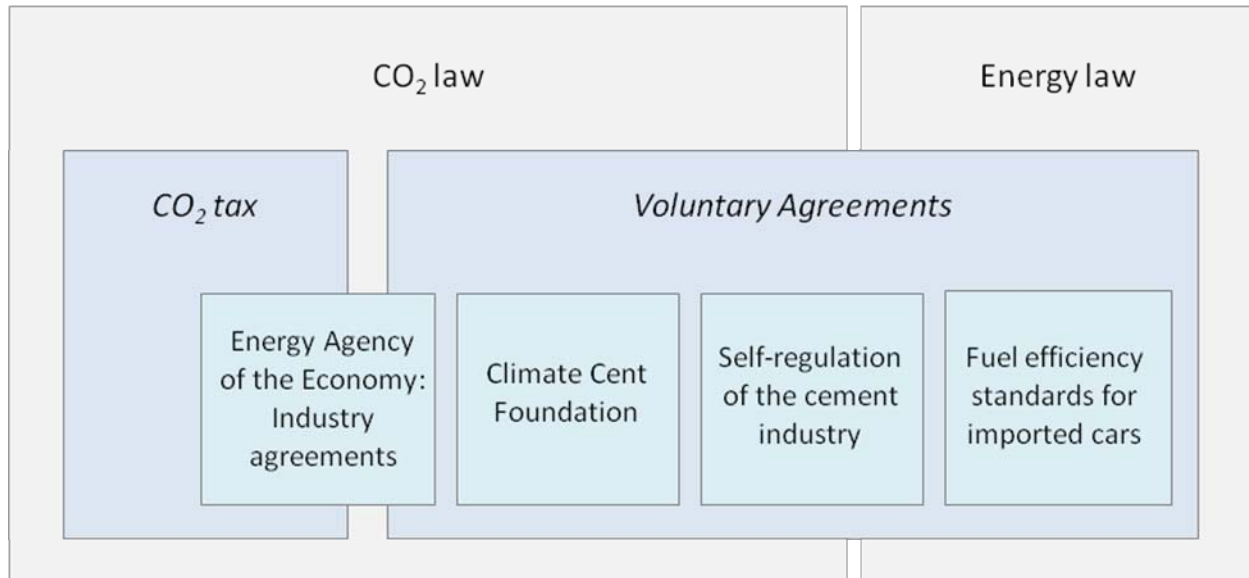 CO₂ law
Energy law
CO₂ tax
Voluntary Agreements
Energy Agency
of the Economy:
Industry
agreements
Climate Cent
Foundation
Self-regulation
of the cement
industry
Fuel efficiency
standards for
imported cars